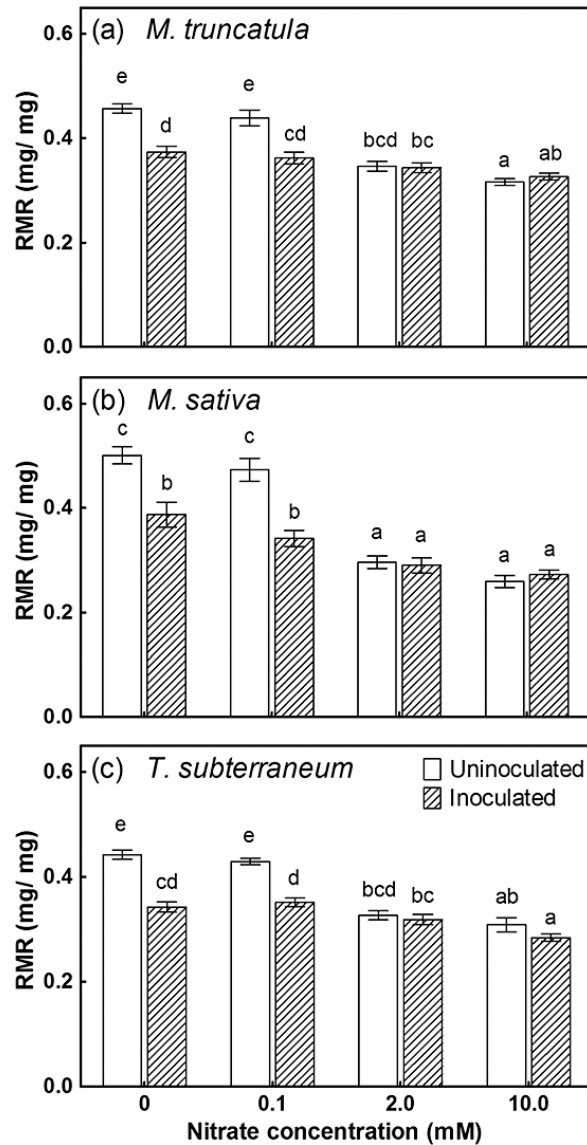 (a) M. truncatula
0.6
e
e
d
cd
bcd
bc
a
ab
0.4
0.2
0.0
RMR (mg/ mg)
(b) M. sativa
0.6
c
c
b
b
a
a
a
a
0.4
0.2
0.0
RMR (mg/ mg)
(c) T. subterraneum
Uninoculated
Inoculated
0.6
e
e
cd
d
bcd
bc
ab
a
0.4
0.2
0.0
RMR (mg/ mg)
0 0.1 2.0 10.0
Nitrate concentration (mM)